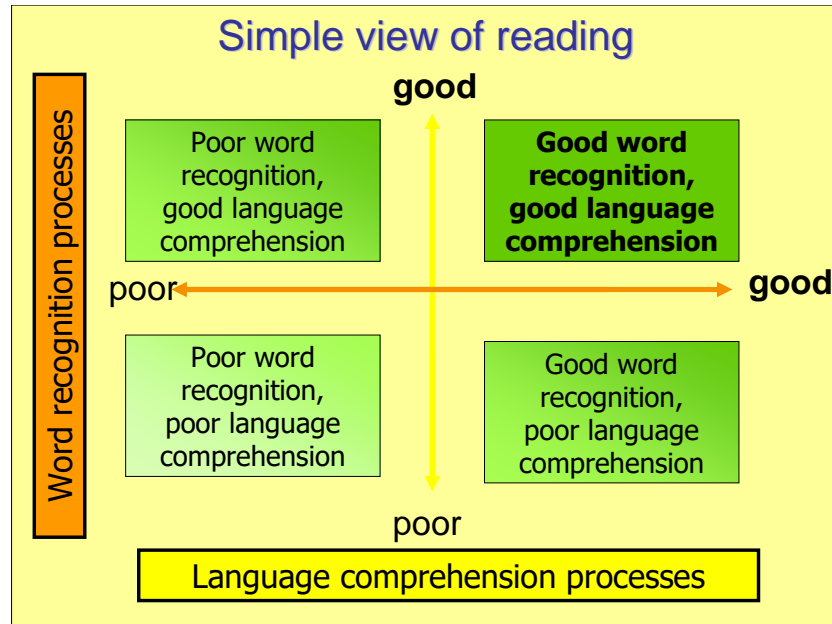 Simple view of reading
good
Word recognition processes
Poor word
recognition,
good language
comprehension
Good word
recognition,
good language
comprehension
poor
good
Poor word
recognition,
poor language
comprehension
Good word
recognition,
poor language
comprehension
poor
Language comprehension processes